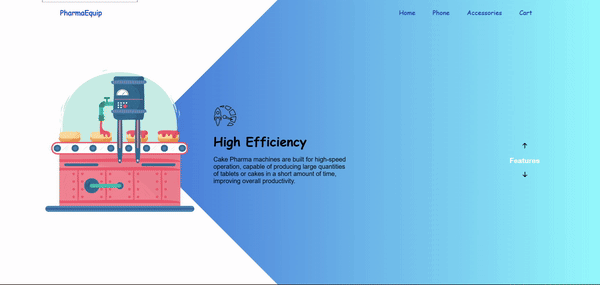 PharmaEquip
Home Phone Accessories Cart
High Efficiency
Cake Pharma machines are built for high-speed
operation, capable of producing large quantities
of tablets or cakes in a short amount of time,
improving overall productivity.
Features